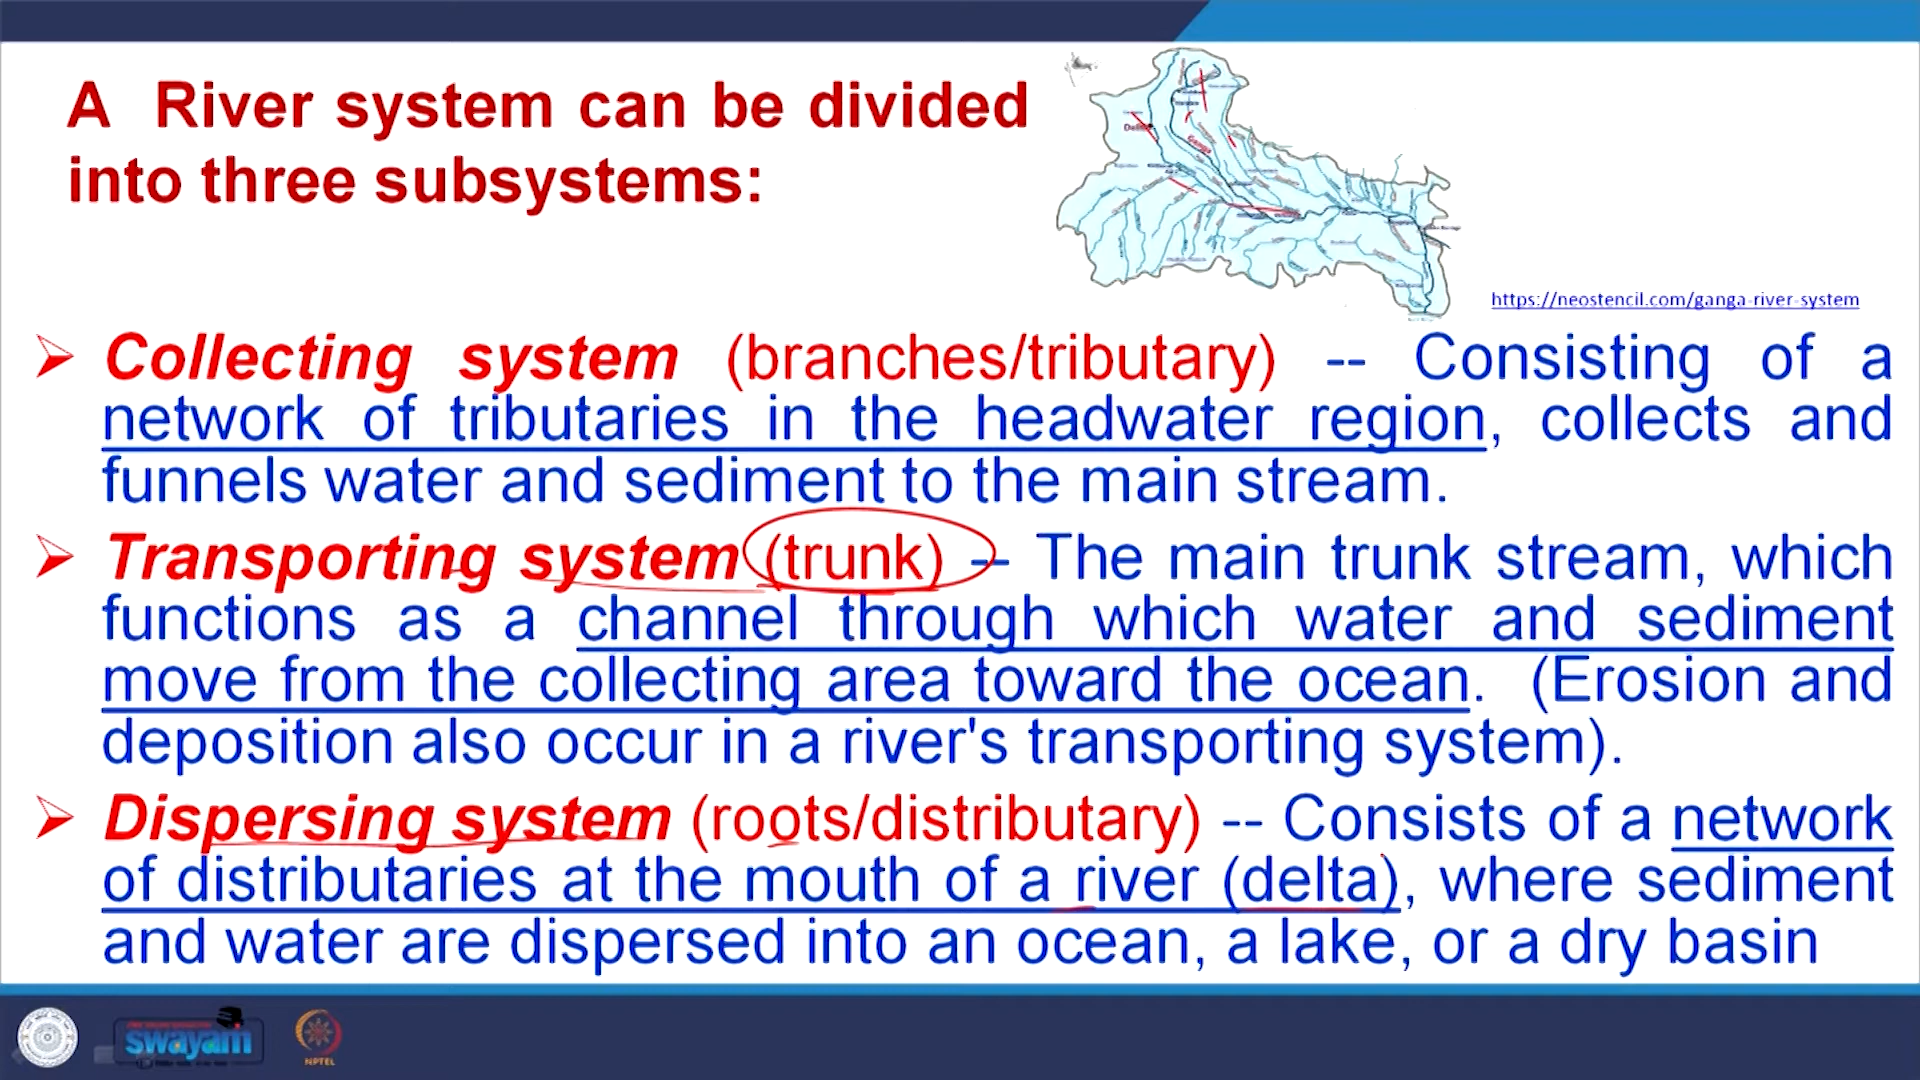 A River system can be divided
into three subsystems:
https://neostencil.com/ganga-river-system
Collecting system (branches/tributary) -- Consisting of a
network of tributaries in the headwater region, collects and
funnels water and sediment to the main stream.
Transporting system (trunk) -- The main trunk stream, which
functions as a channel through which water and sediment
move from the collecting area toward the ocean. (Erosion and
deposition also occur in a river's transporting system).
Dispersing system (roots/distributary) -- Consists of a network
of distributaries at the mouth of a river (delta), where sediment
and water are dispersed into an ocean, a lake, or a dry basin
swayam
NPTEL